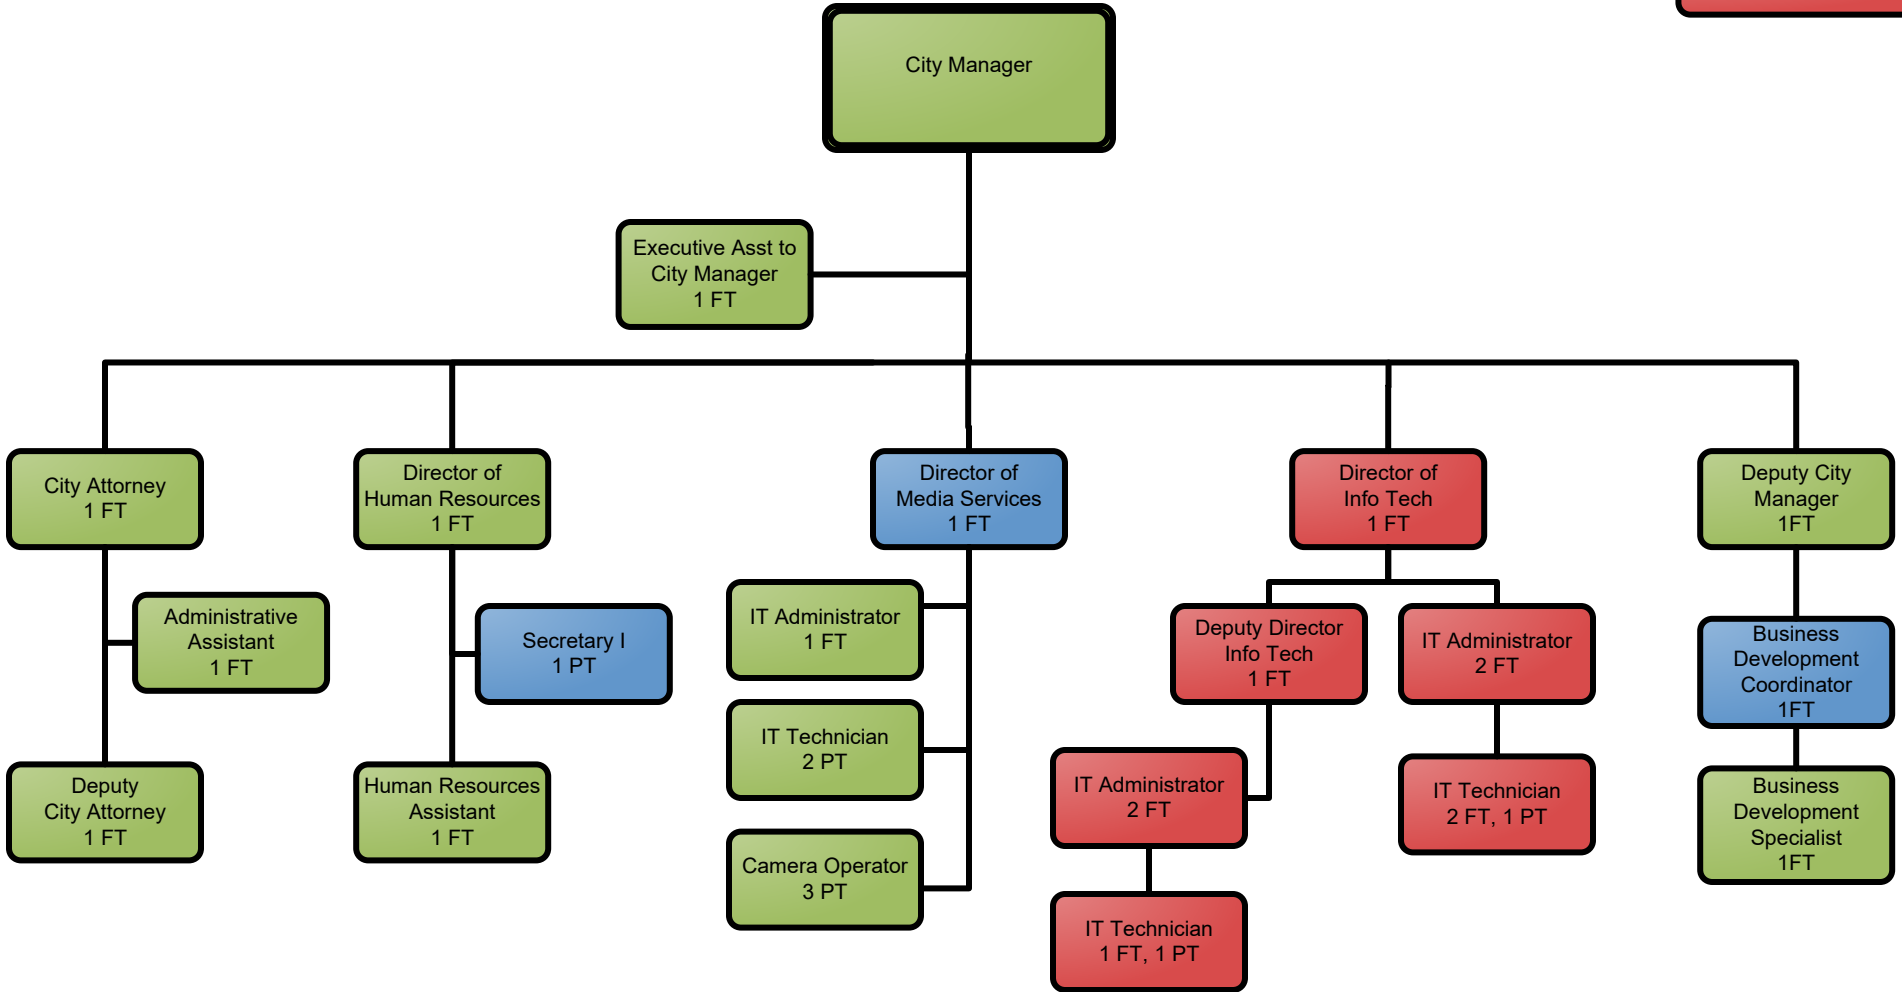 City Manager
Executive Asst to
City Manager
1 FT
City Attorney
1 FT
Director of
Human Resources
1 FT
Director of
Media Services
1 FT
Director of
Info Tech
1 FT
Deputy City
Manager
1FT
Administrative
Assistant
1 FT
Secretary I
1 PT
IT Administrator
1 FT
Deputy Director
Info Tech
1 FT
IT Administrator
2 FT
Business
Development
Coordinator
1FT
IT Technician
2 PT
Deputy
City Attorney
1 FT
Human Resources
Assistant
1 FT
IT Administrator
2 FT
IT Technician
2 FT, 1 PT
Business
Development
Specialist
1FT
Camera Operator
3 PT
IT Technician
1 FT, 1 PT